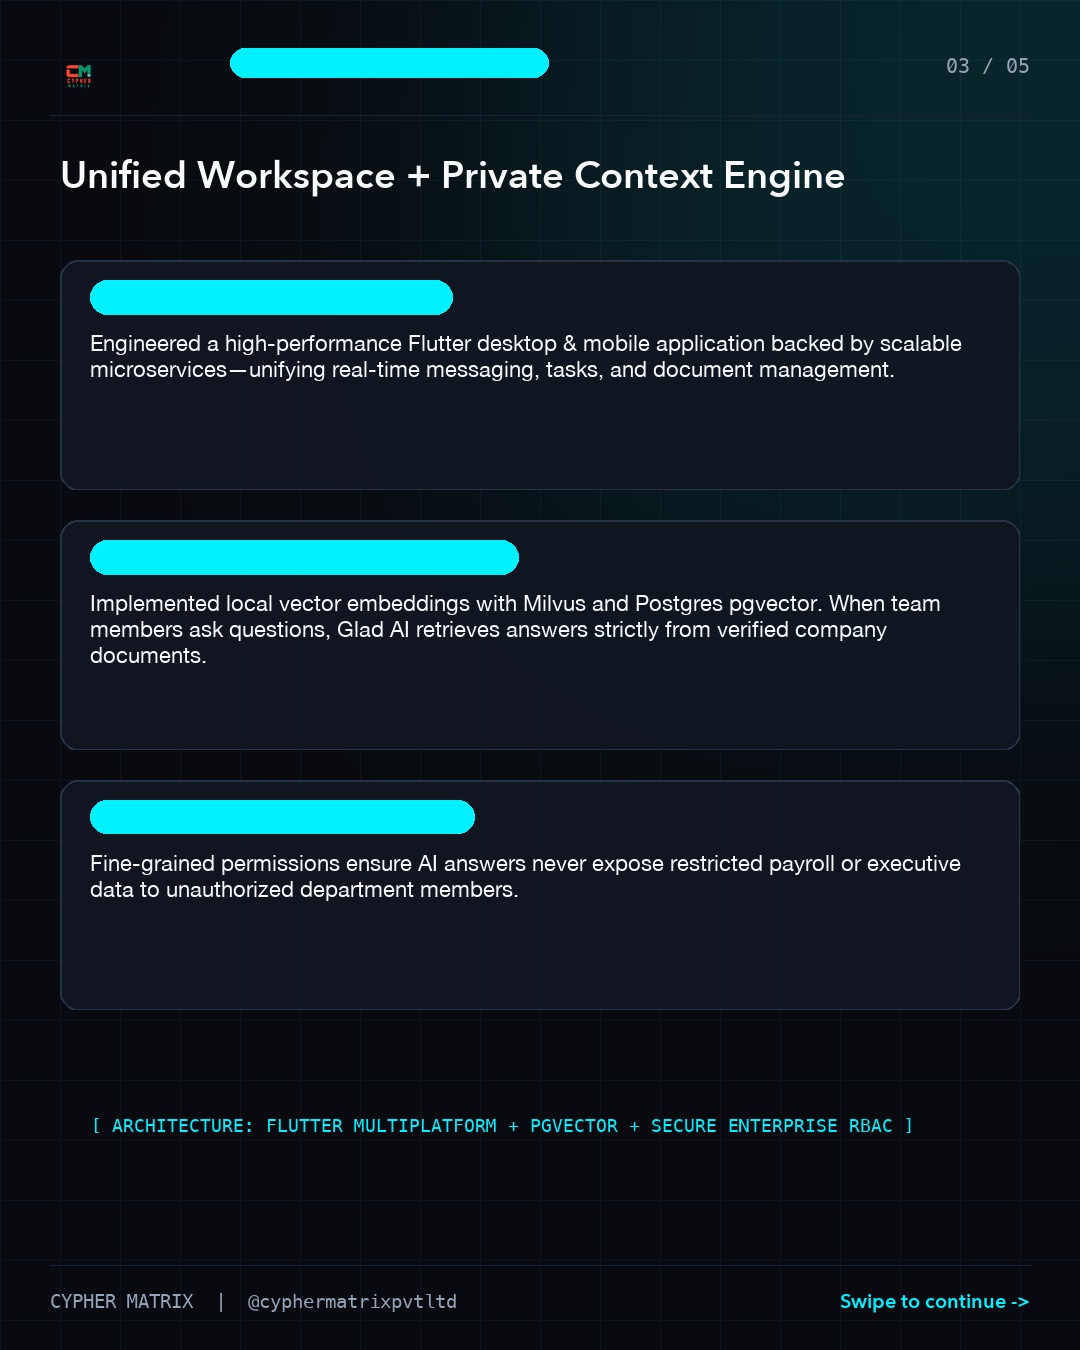 CM
CYPHER
MATRIX
03 / 05
Unified Workspace + Private Context Engine
Engineered a high-performance Flutter desktop & mobile application backed by scalable
microservices—unifying real-time messaging, tasks, and document management.
Implemented local vector embeddings with Milvus and Postgres pgvector. When team
members ask questions, Glad AI retrieves answers strictly from verified company
documents.
Fine-grained permissions ensure AI answers never expose restricted payroll or executive
data to unauthorized department members.
[ ARCHITECTURE: FLUTTER MULTIPLATFORM + PGVECTOR + SECURE ENTERPRISE RBAC ]
CYPHER MATRIX | @cyphermatrixpvtltd
Swipe to continue ->